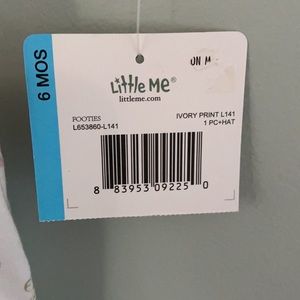 6 MOS
Little Me®
littleme.com
FOOTIES
L653860-L141
IVORY PRINT L141
1 PC+HAT
8 83953 09225 0